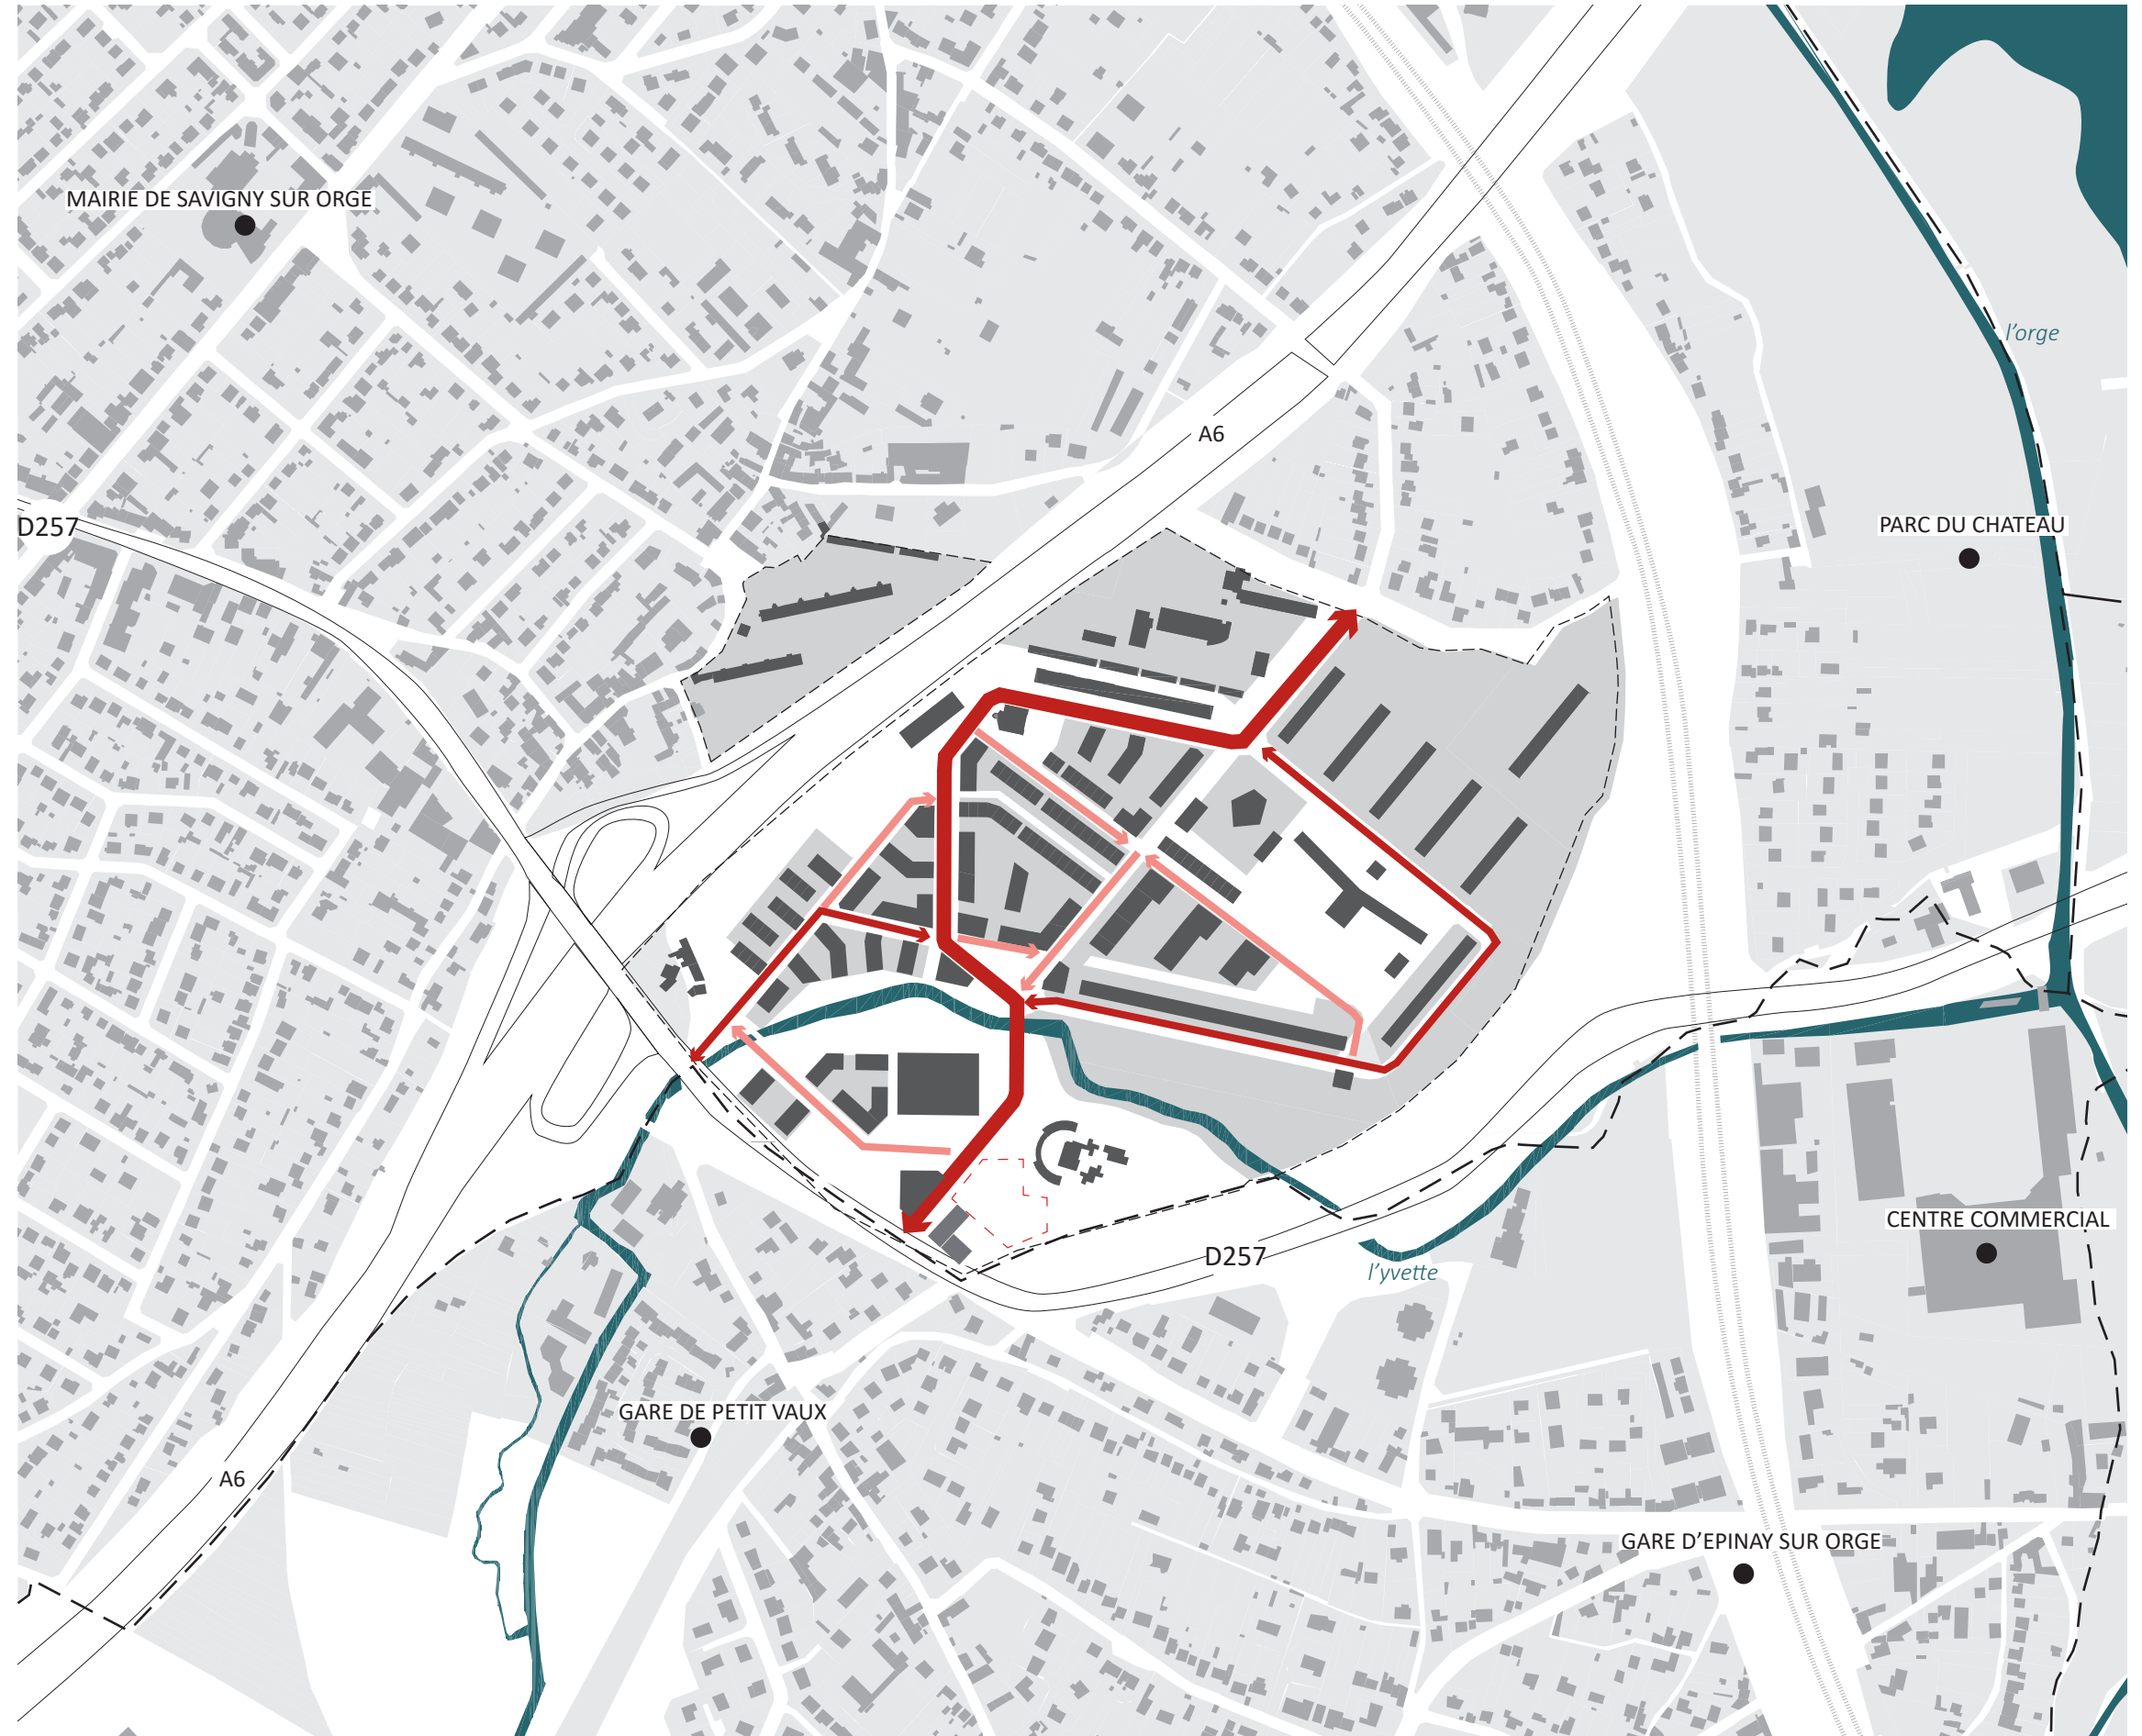 MAIRIE DE SAVIGNY SUR ORGE
l'orge
A6
D257
PARC DU CHATEAU
CENTRE COMMERCIAL
D257
l'yvette
GARE DE PETIT VAUX
A6
GARE D'EPINAY SUR ORGE